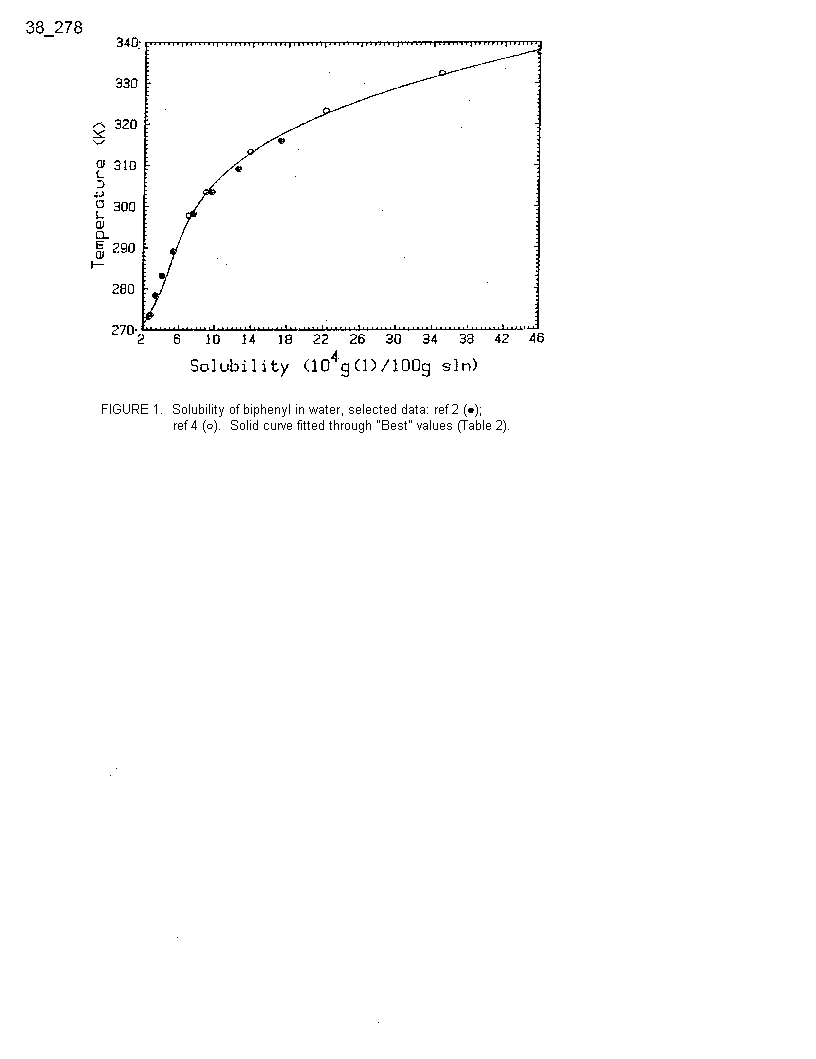 38_278
340
330
320
310
300
290
280
270
Temperature (K)
2 6 10 14 18 22 26 30 34 38 42 46
Solubility (10⁴g(1)/100g sln)
FIGURE 1. Solubility of biphenyl in water, selected data: ref 2 (●);
ref 4 (○). Solid curve fitted through "Best" values (Table 2).